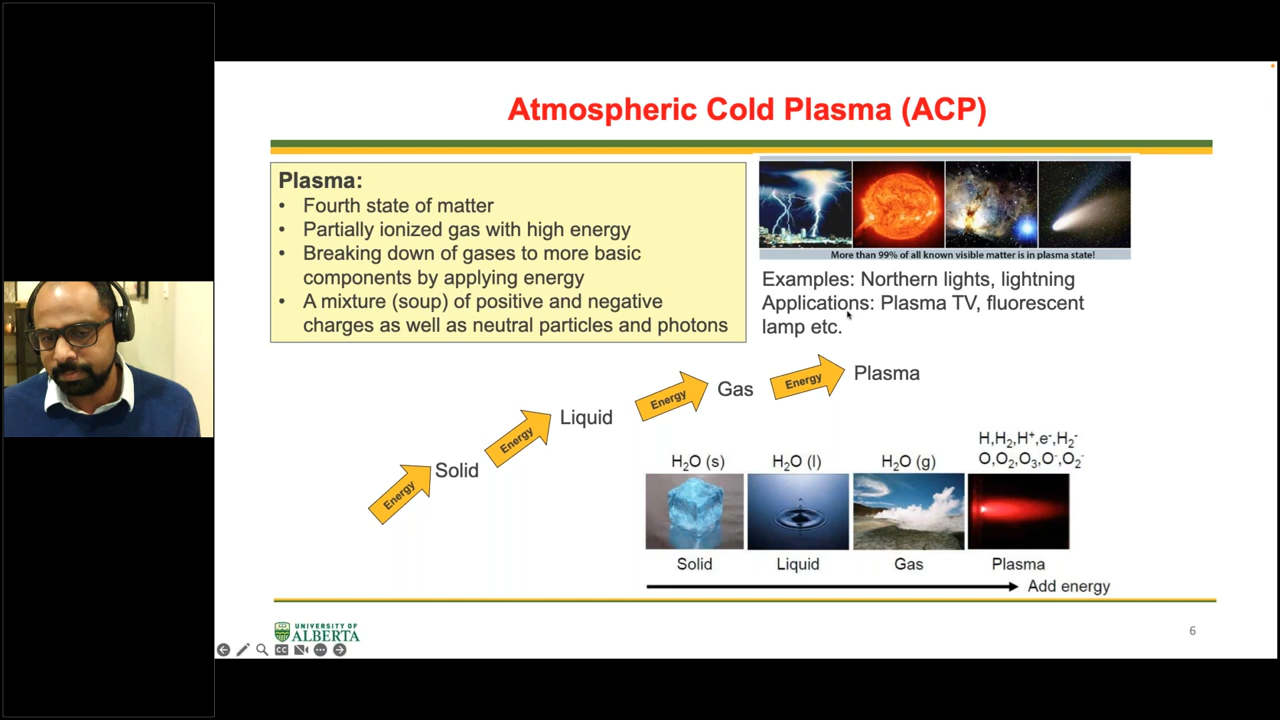 Atmospheric Cold Plasma (ACP)
Plasma:
• Fourth state of matter
• Partially ionized gas with high energy
• Breaking down of gases to more basic
components by applying energy
• A mixture (soup) of positive and negative
charges as well as neutral particles and photons
More than 99% of all known visible matter is in plasma state!
Examples: Northern lights, lightning
Applications: Plasma TV, fluorescent
lamp etc.
Energy
Solid
Energy
Liquid
Energy
Gas
Energy
Plasma
H₂O (s)
H₂O (l)
H₂O (g)
H,H₂,H⁺,e⁻,H₂⁻
O,O₂,O₃,O⁻,O₂⁻
Solid
Liquid
Gas
Plasma
Add energy
UNIVERSITY OF
ALBERTA
6
CC